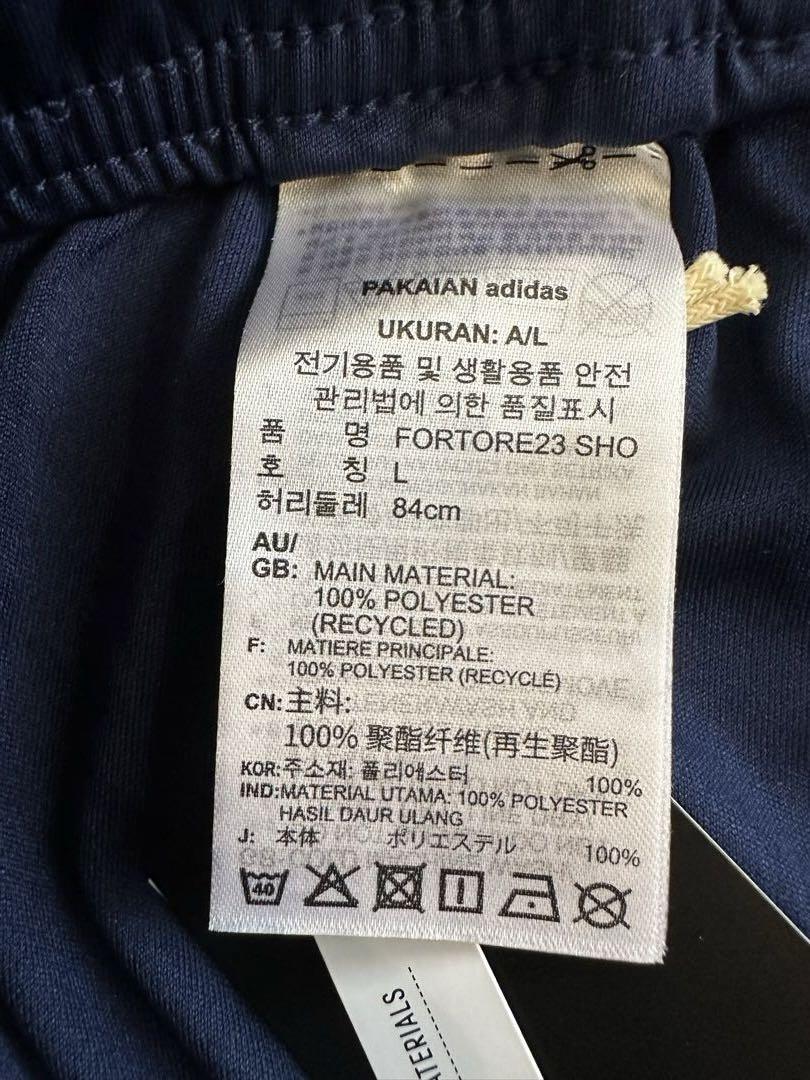 PAKAIAN adidas
UKURAN: A/L
전기용품 및 생활용품 안전
관리법에 의한 품질표시
품 명 FORTORE23 SHO
호 칭 L
허리둘레 84cm
AU/
GB: MAIN MATERIAL:
100% POLYESTER
(RECYCLED)
F: MATIERE PRINCIPALE:
100% POLYESTER (RECYCLÉ)
CN:主料:
100% 聚酯纤维(再生聚酯)
KOR:주소재: 폴리에스터 100%
IND:MATERIAL UTAMA: 100% POLYESTER
HASIL DAUR ULANG
J: 本体 ポリエステル 100%
40